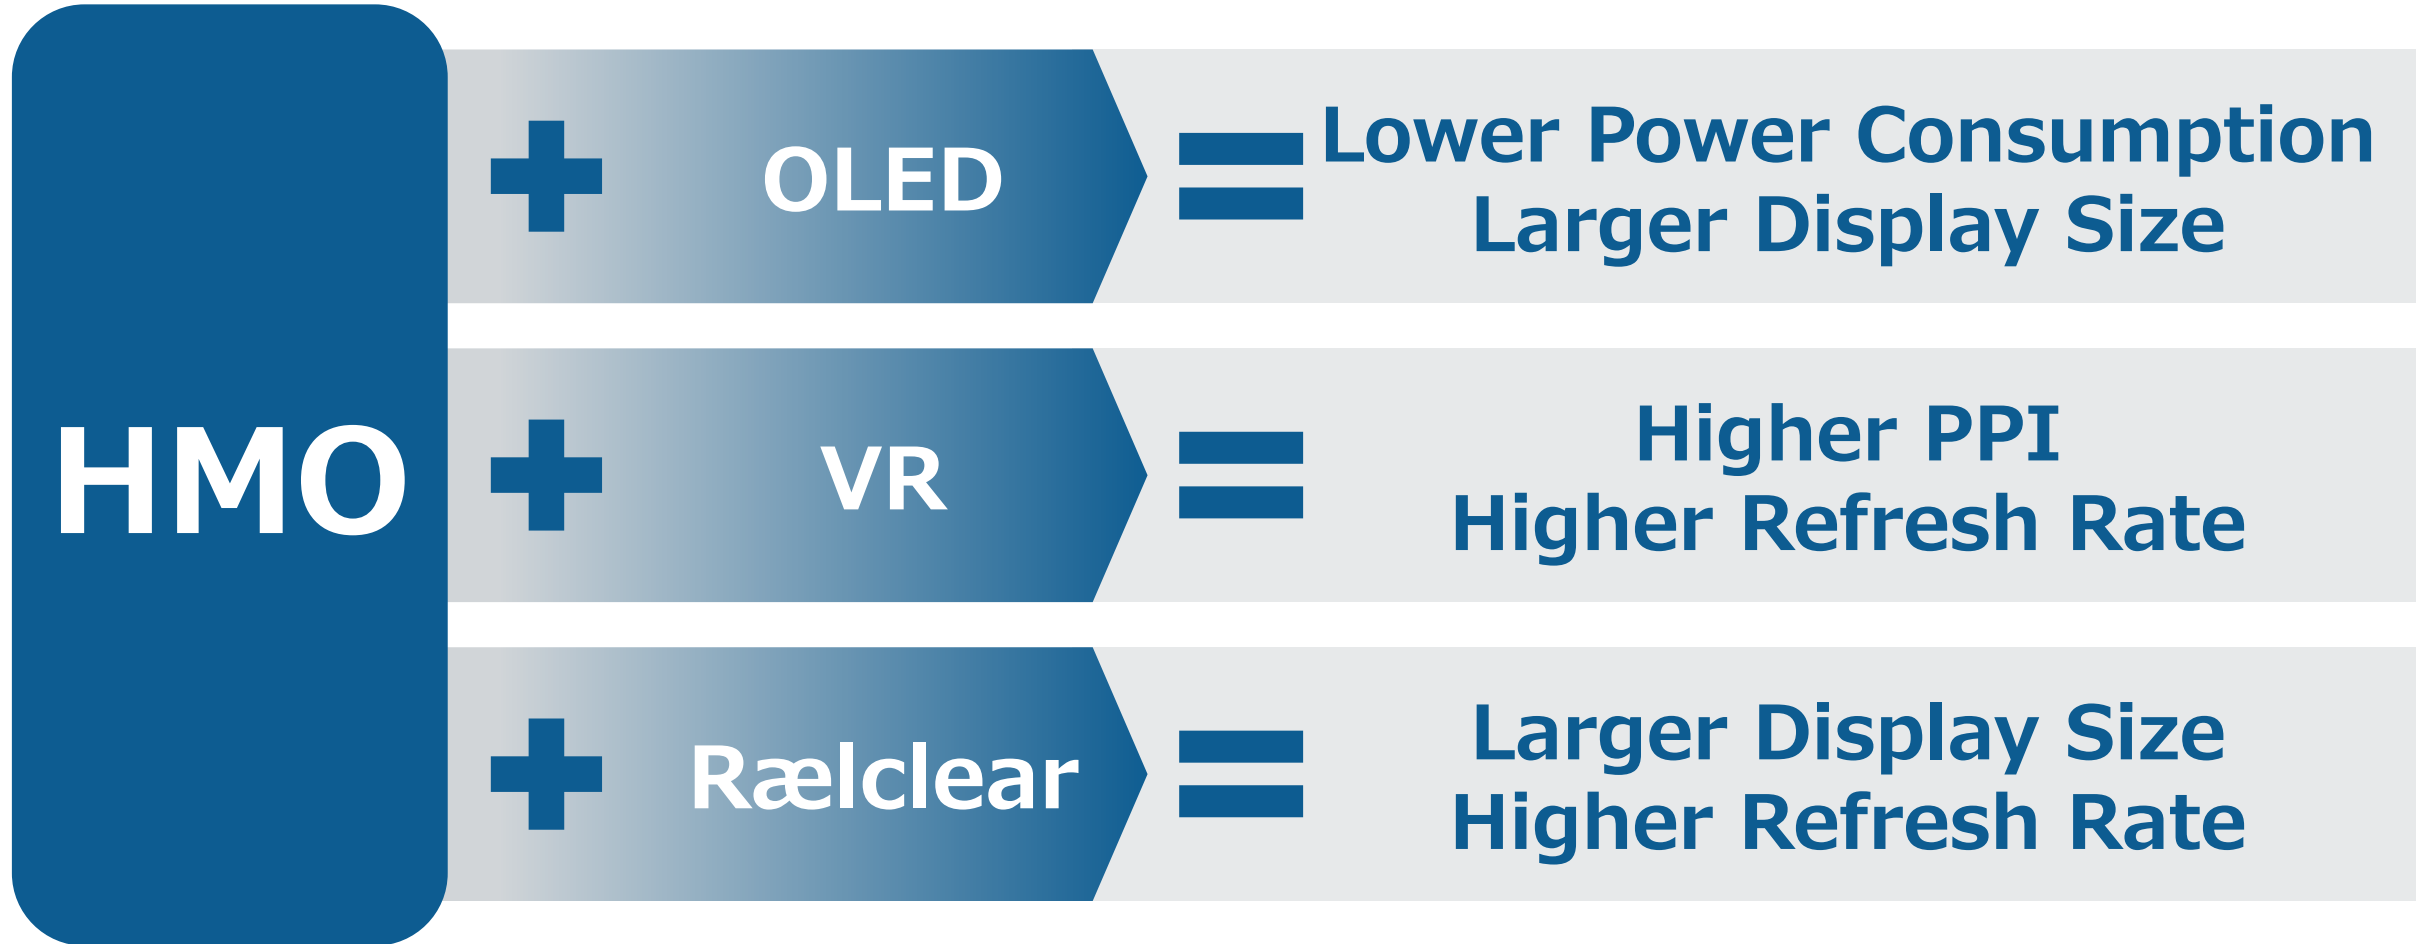 HMO
OLED
Lower Power Consumption
Larger Display Size
VR
Higher PPI
Higher Refresh Rate
Rælclear
Larger Display Size
Higher Refresh Rate